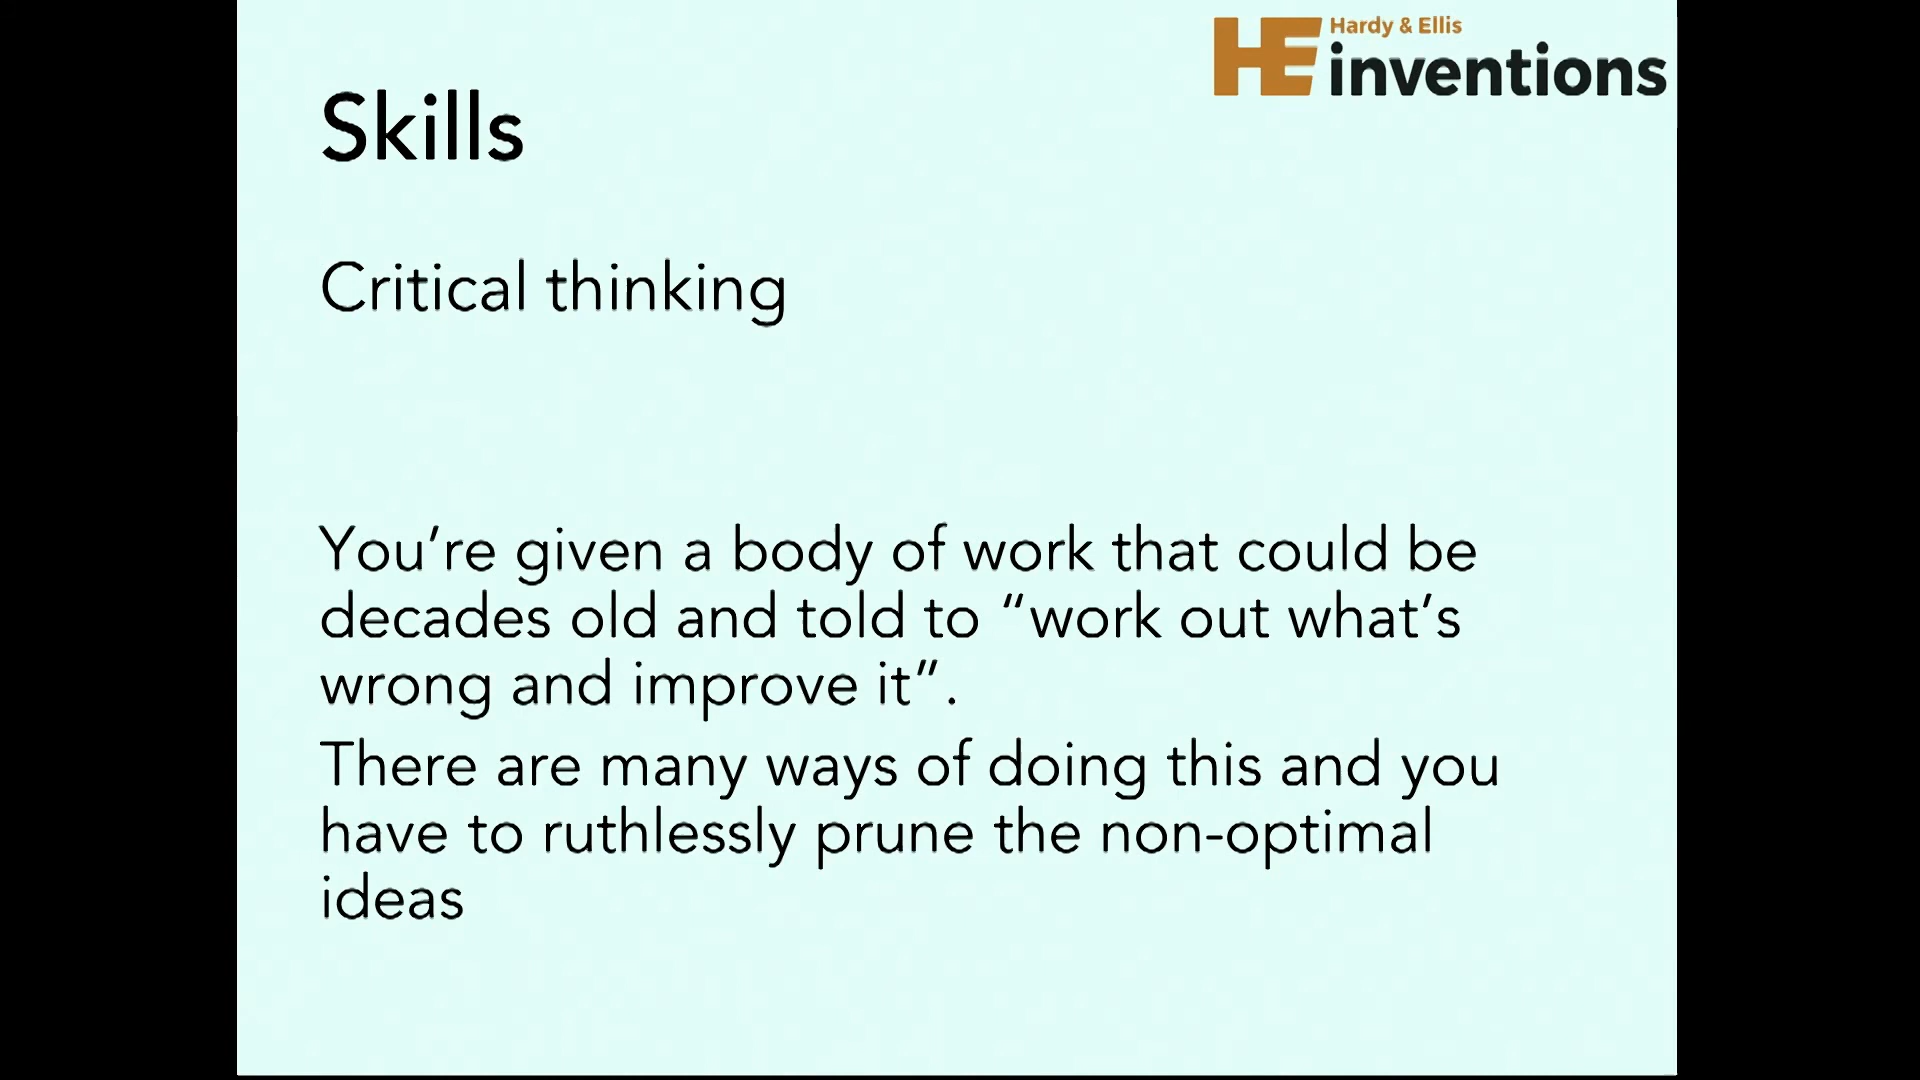 Hardy & Ellis
HE inventions
Skills
Critical thinking
You’re given a body of work that could be
decades old and told to “work out what’s
wrong and improve it”.
There are many ways of doing this and you
have to ruthlessly prune the non-optimal
ideas